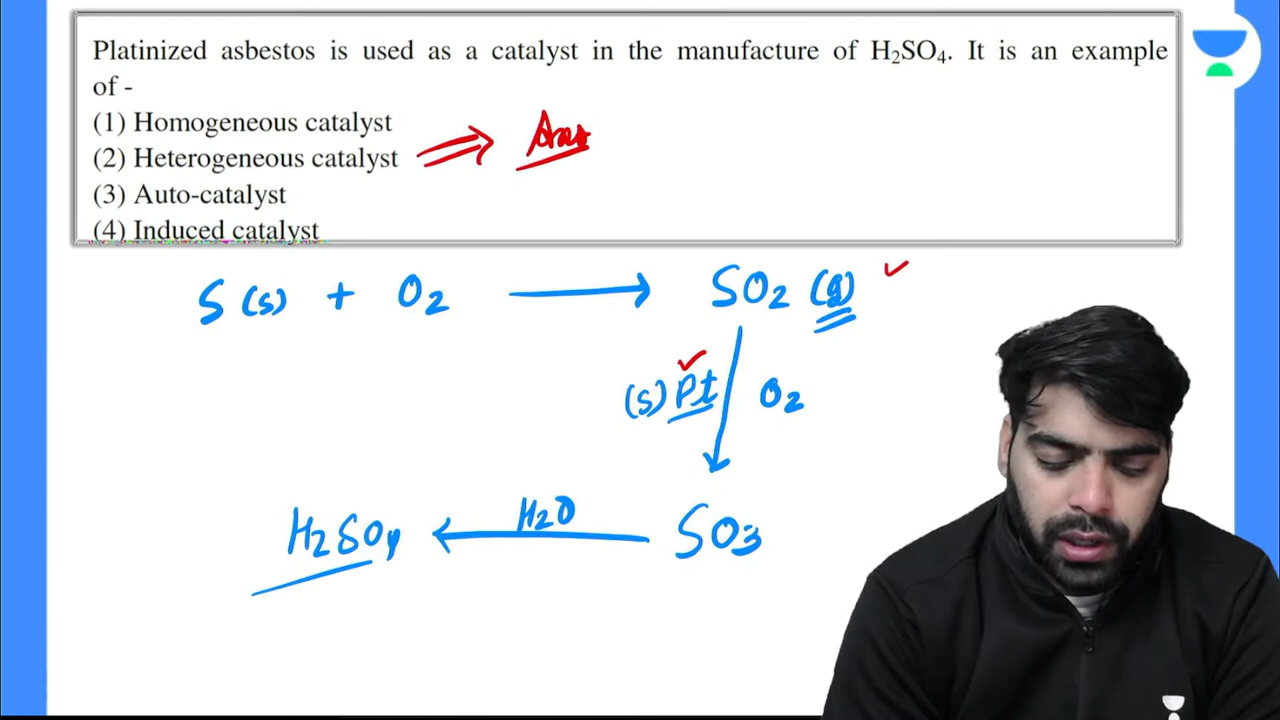 Platinized asbestos is used as a catalyst in the manufacture of H₂SO₄. It is an example
of -
(1) Homogeneous catalyst
(2) Heterogeneous catalyst ⇒ Ans
(3) Auto-catalyst
(4) Induced catalyst
S(s) + O₂ → SO₂ (g) ✓
(s) Pt ✓ O₂
H₂SO₄ ← H₂O SO₃